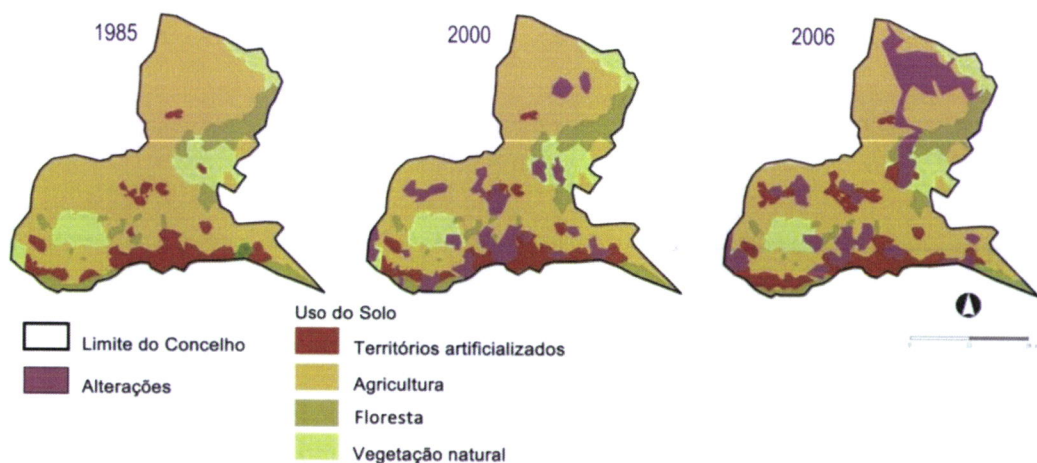 1985
2000
2006
Limite do Concelho
Alterações
Uso do Solo
Territórios artificializados
Agricultura
Floresta
Vegetação natural